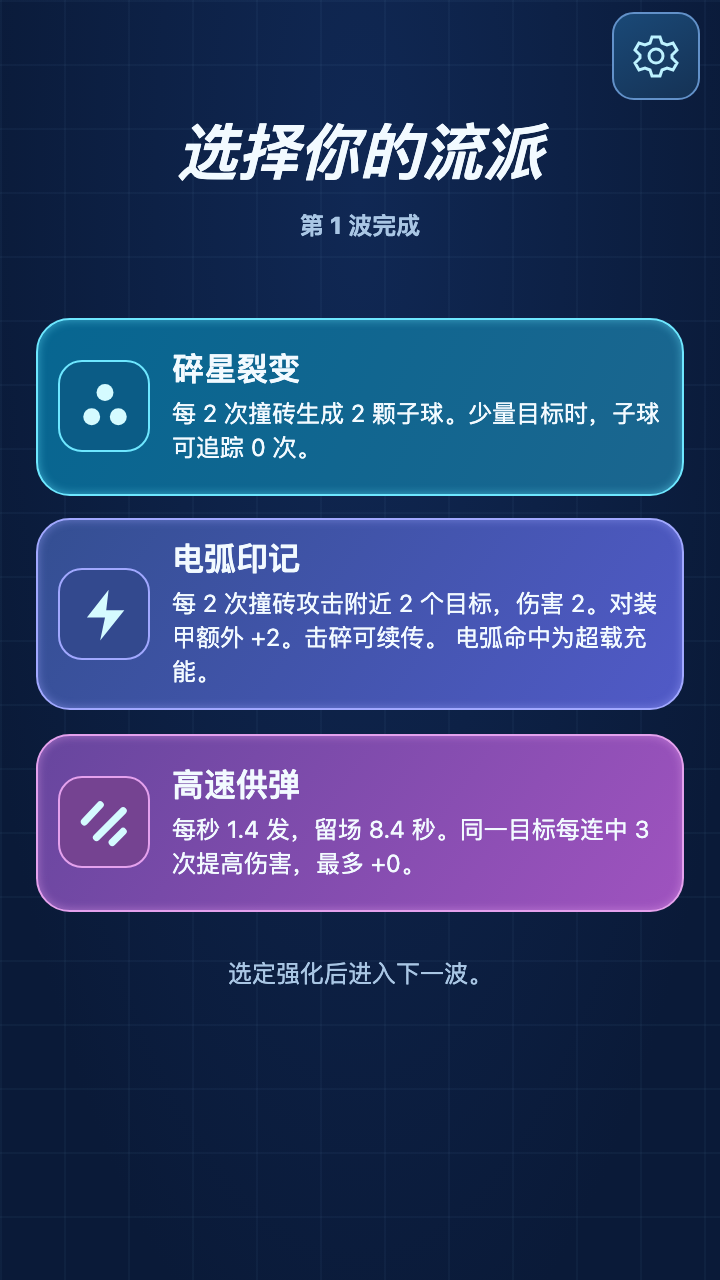 选择你的流派
第 1 波完成
碎星裂变
每 2 次撞砖生成 2 颗子球。少量目标时，子球
可追踪 0 次。
电弧印记
每 2 次撞砖攻击附近 2 个目标，伤害 2。对装
甲额外 +2。击碎可续传。 电弧命中为超载充
能。
高速供弹
每秒 1.4 发，留场 8.4 秒。同一目标每连中 3
次提高伤害，最多 +0。
选定强化后进入下一波。